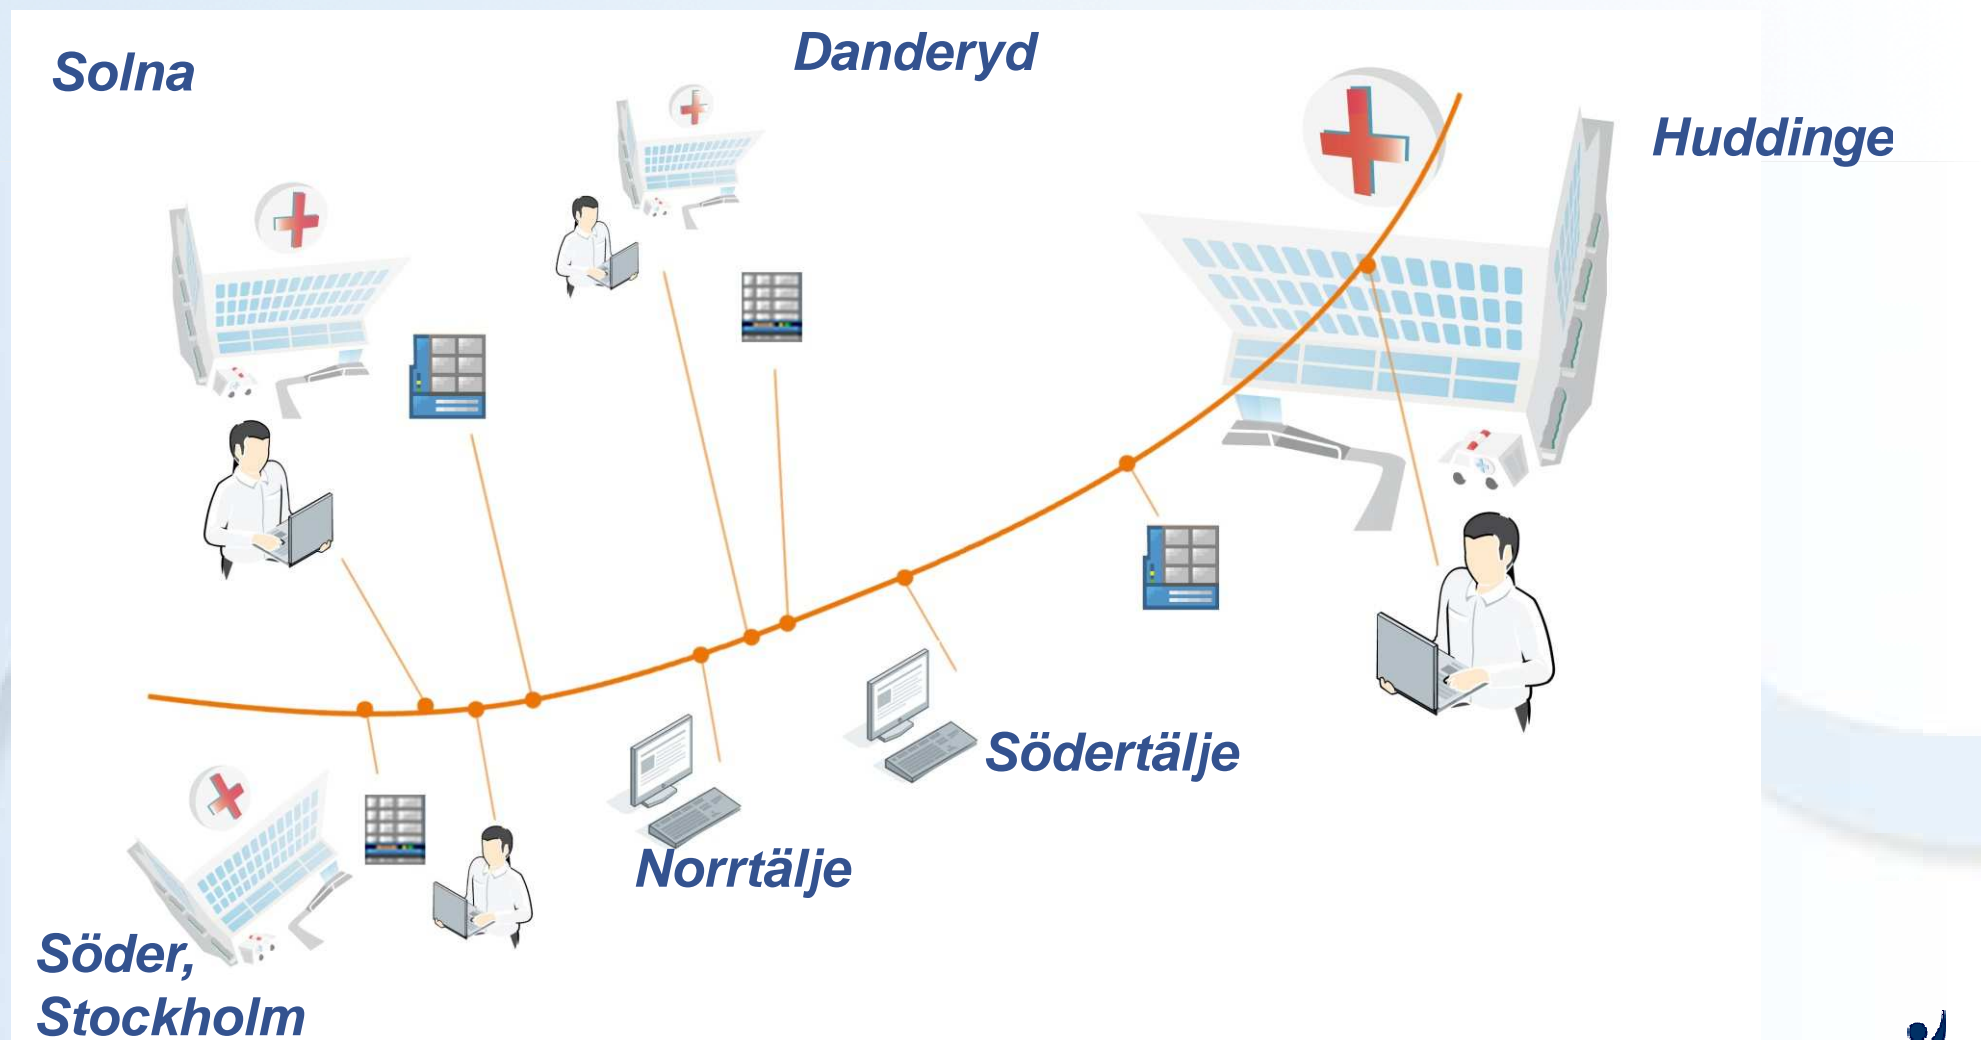 Solna
Danderyd
Huddinge
Södertälje
Norrtälje
Söder,
Stockholm